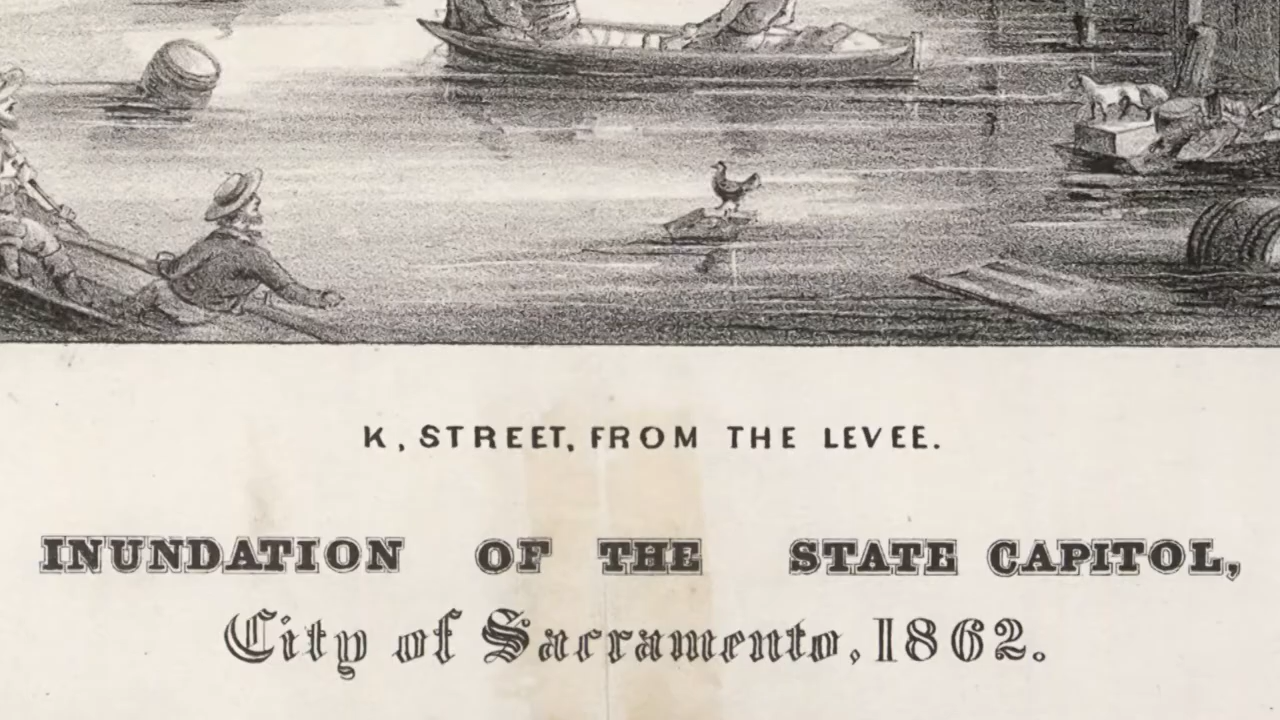 K, STREET, FROM THE LEVEE.
INUNDATION OF THE STATE CAPITOL,
City of Sacramento, 1862.